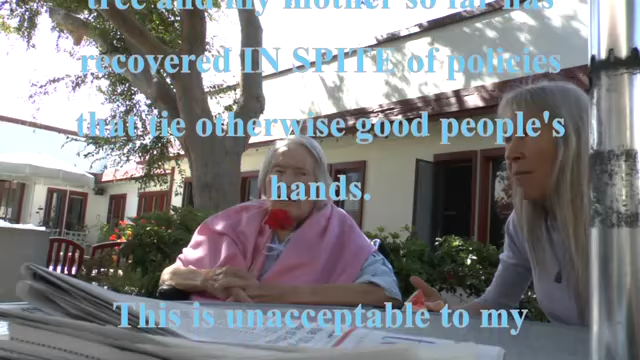 tree and my mother so far has
recovered IN SPITE of policies
that tie otherwise good people's
hands.
This is unacceptable to my